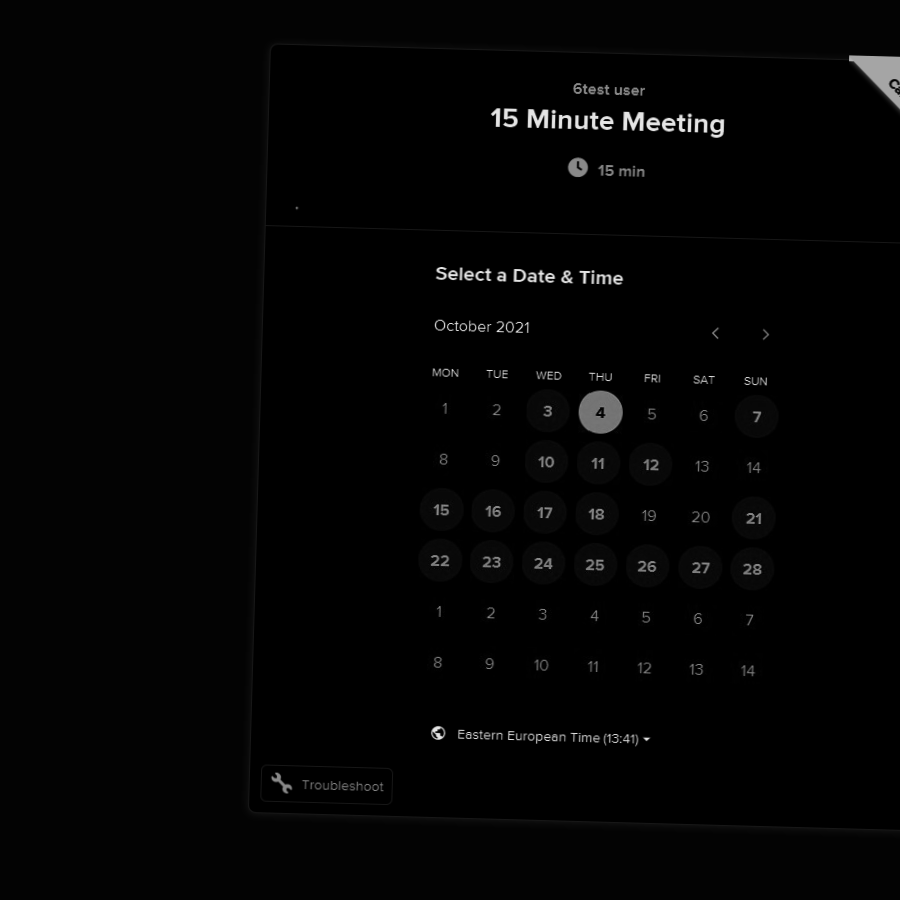 6test user
15 Minute Meeting
15 min
Select a Date & Time
October 2021
MON TUE WED THU FRI SAT SUN
1 2 3 4 5 6 7
8 9 10 11 12 13 14
15 16 17 18 19 20 21
22 23 24 25 26 27 28
1 2 3 4 5 6 7
8 9 10 11 12 13 14
Eastern European Time (13:41)
Troubleshoot